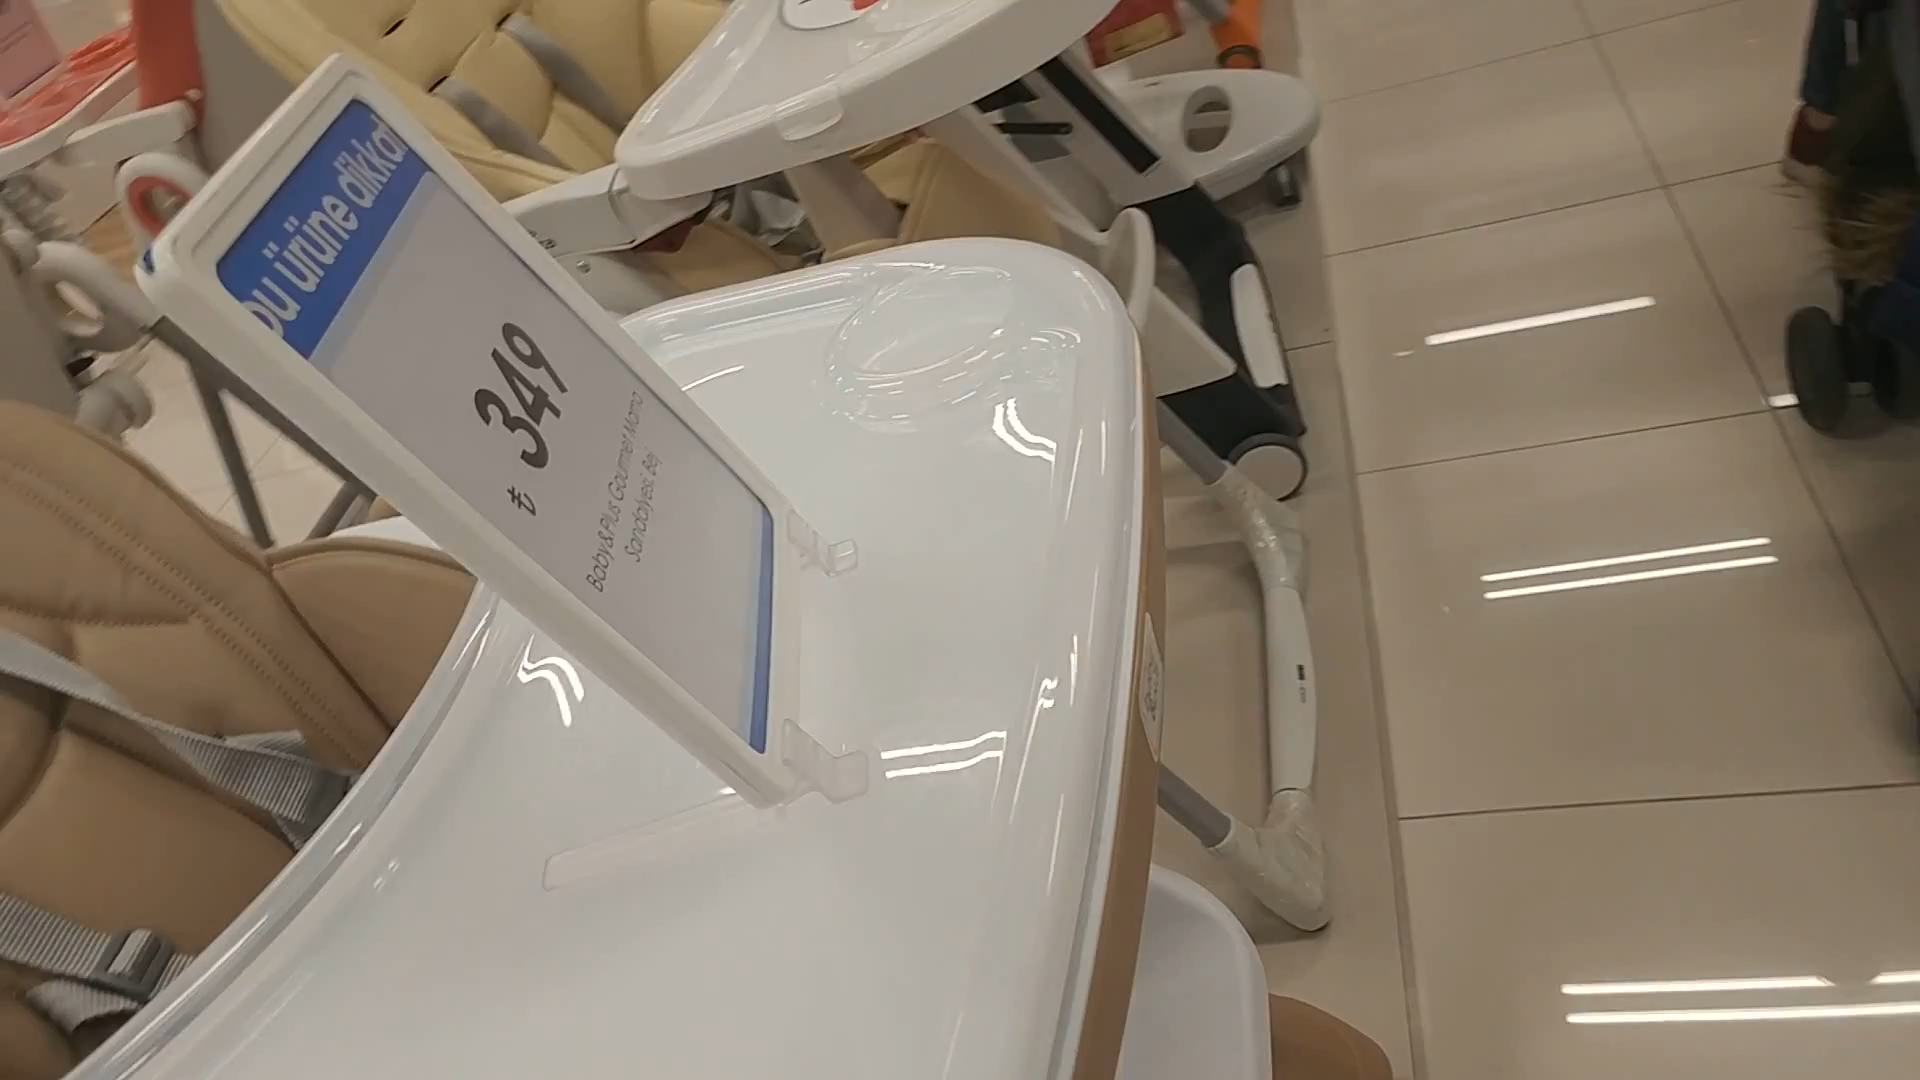 bu ürüne dikkat
₺ 349
Baby&Plus Gourmet Mama
Sandalyesi, Bej